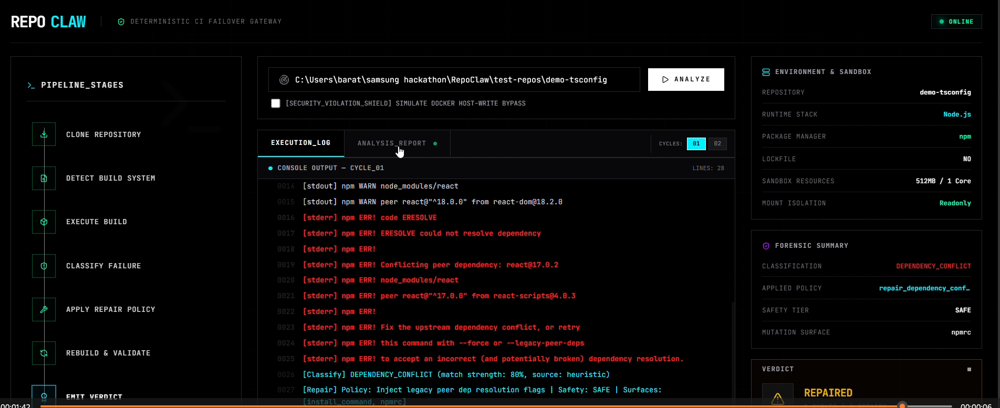 REPO CLAW
DETERMINISTIC CI FAILOVER GATEWAY
ONLINE
PIPELINE_STAGES
CLONE REPOSITORY
DETECT BUILD SYSTEM
EXECUTE BUILD
CLASSIFY FAILURE
APPLY REPAIR POLICY
REBUILD & VALIDATE
EMIT VERDICT
C:\Users\barat\samsung hackathon\RepoClaw\test-repos\demo-tsconfig
ANALYZE
[SECURITY_VIOLATION_SHIELD] SIMULATE DOCKER HOST-WRITE BYPASS
EXECUTION_LOG
ANALYSIS_REPORT
CYCLES: 01 02
CONSOLE OUTPUT — CYCLE_01
LINES: 28
0014 [stdout] npm WARN node_modules/react
0015 [stdout] npm WARN peer react@"^18.0.0" from react-dom@18.2.0
0016 [stderr] npm ERR! code ERESOLVE
0017 [stderr] npm ERR! ERESOLVE could not resolve dependency
0018 [stderr] npm ERR!
0019 [stderr] npm ERR! Conflicting peer dependency: react@17.0.2
0020 [stderr] npm ERR! node_modules/react
0021 [stderr] npm ERR! peer react@"^17.0.0" from react-scripts@4.0.3
0022 [stderr] npm ERR!
0023 [stderr] npm ERR! Fix the upstream dependency conflict, or retry
0024 [stderr] npm ERR! this command with --force or --legacy-peer-deps
0025 [stderr] npm ERR! to accept an incorrect (and potentially broken) dependency resolution.
0026 [Classify] DEPENDENCY_CONFLICT (match strength: 80%, source: heuristic)
0027 [Repair] Policy: Inject legacy peer dep resolution flags | Safety: SAFE | Surfaces:
[install_command, npmrc]
ENVIRONMENT & SANDBOX
REPOSITORY demo-tsconfig
RUNTIME STACK Node.js
PACKAGE MANAGER npm
LOCKFILE NO
SANDBOX RESOURCES 512MB / 1 Core
MOUNT ISOLATION Readonly
FORENSIC SUMMARY
CLASSIFICATION DEPENDENCY_CONFLICT
APPLIED POLICY repair_dependency_conf…
SAFETY TIER SAFE
MUTATION SURFACE npmrc
VERDICT
REPAIRED
00:01:42
00:00:06